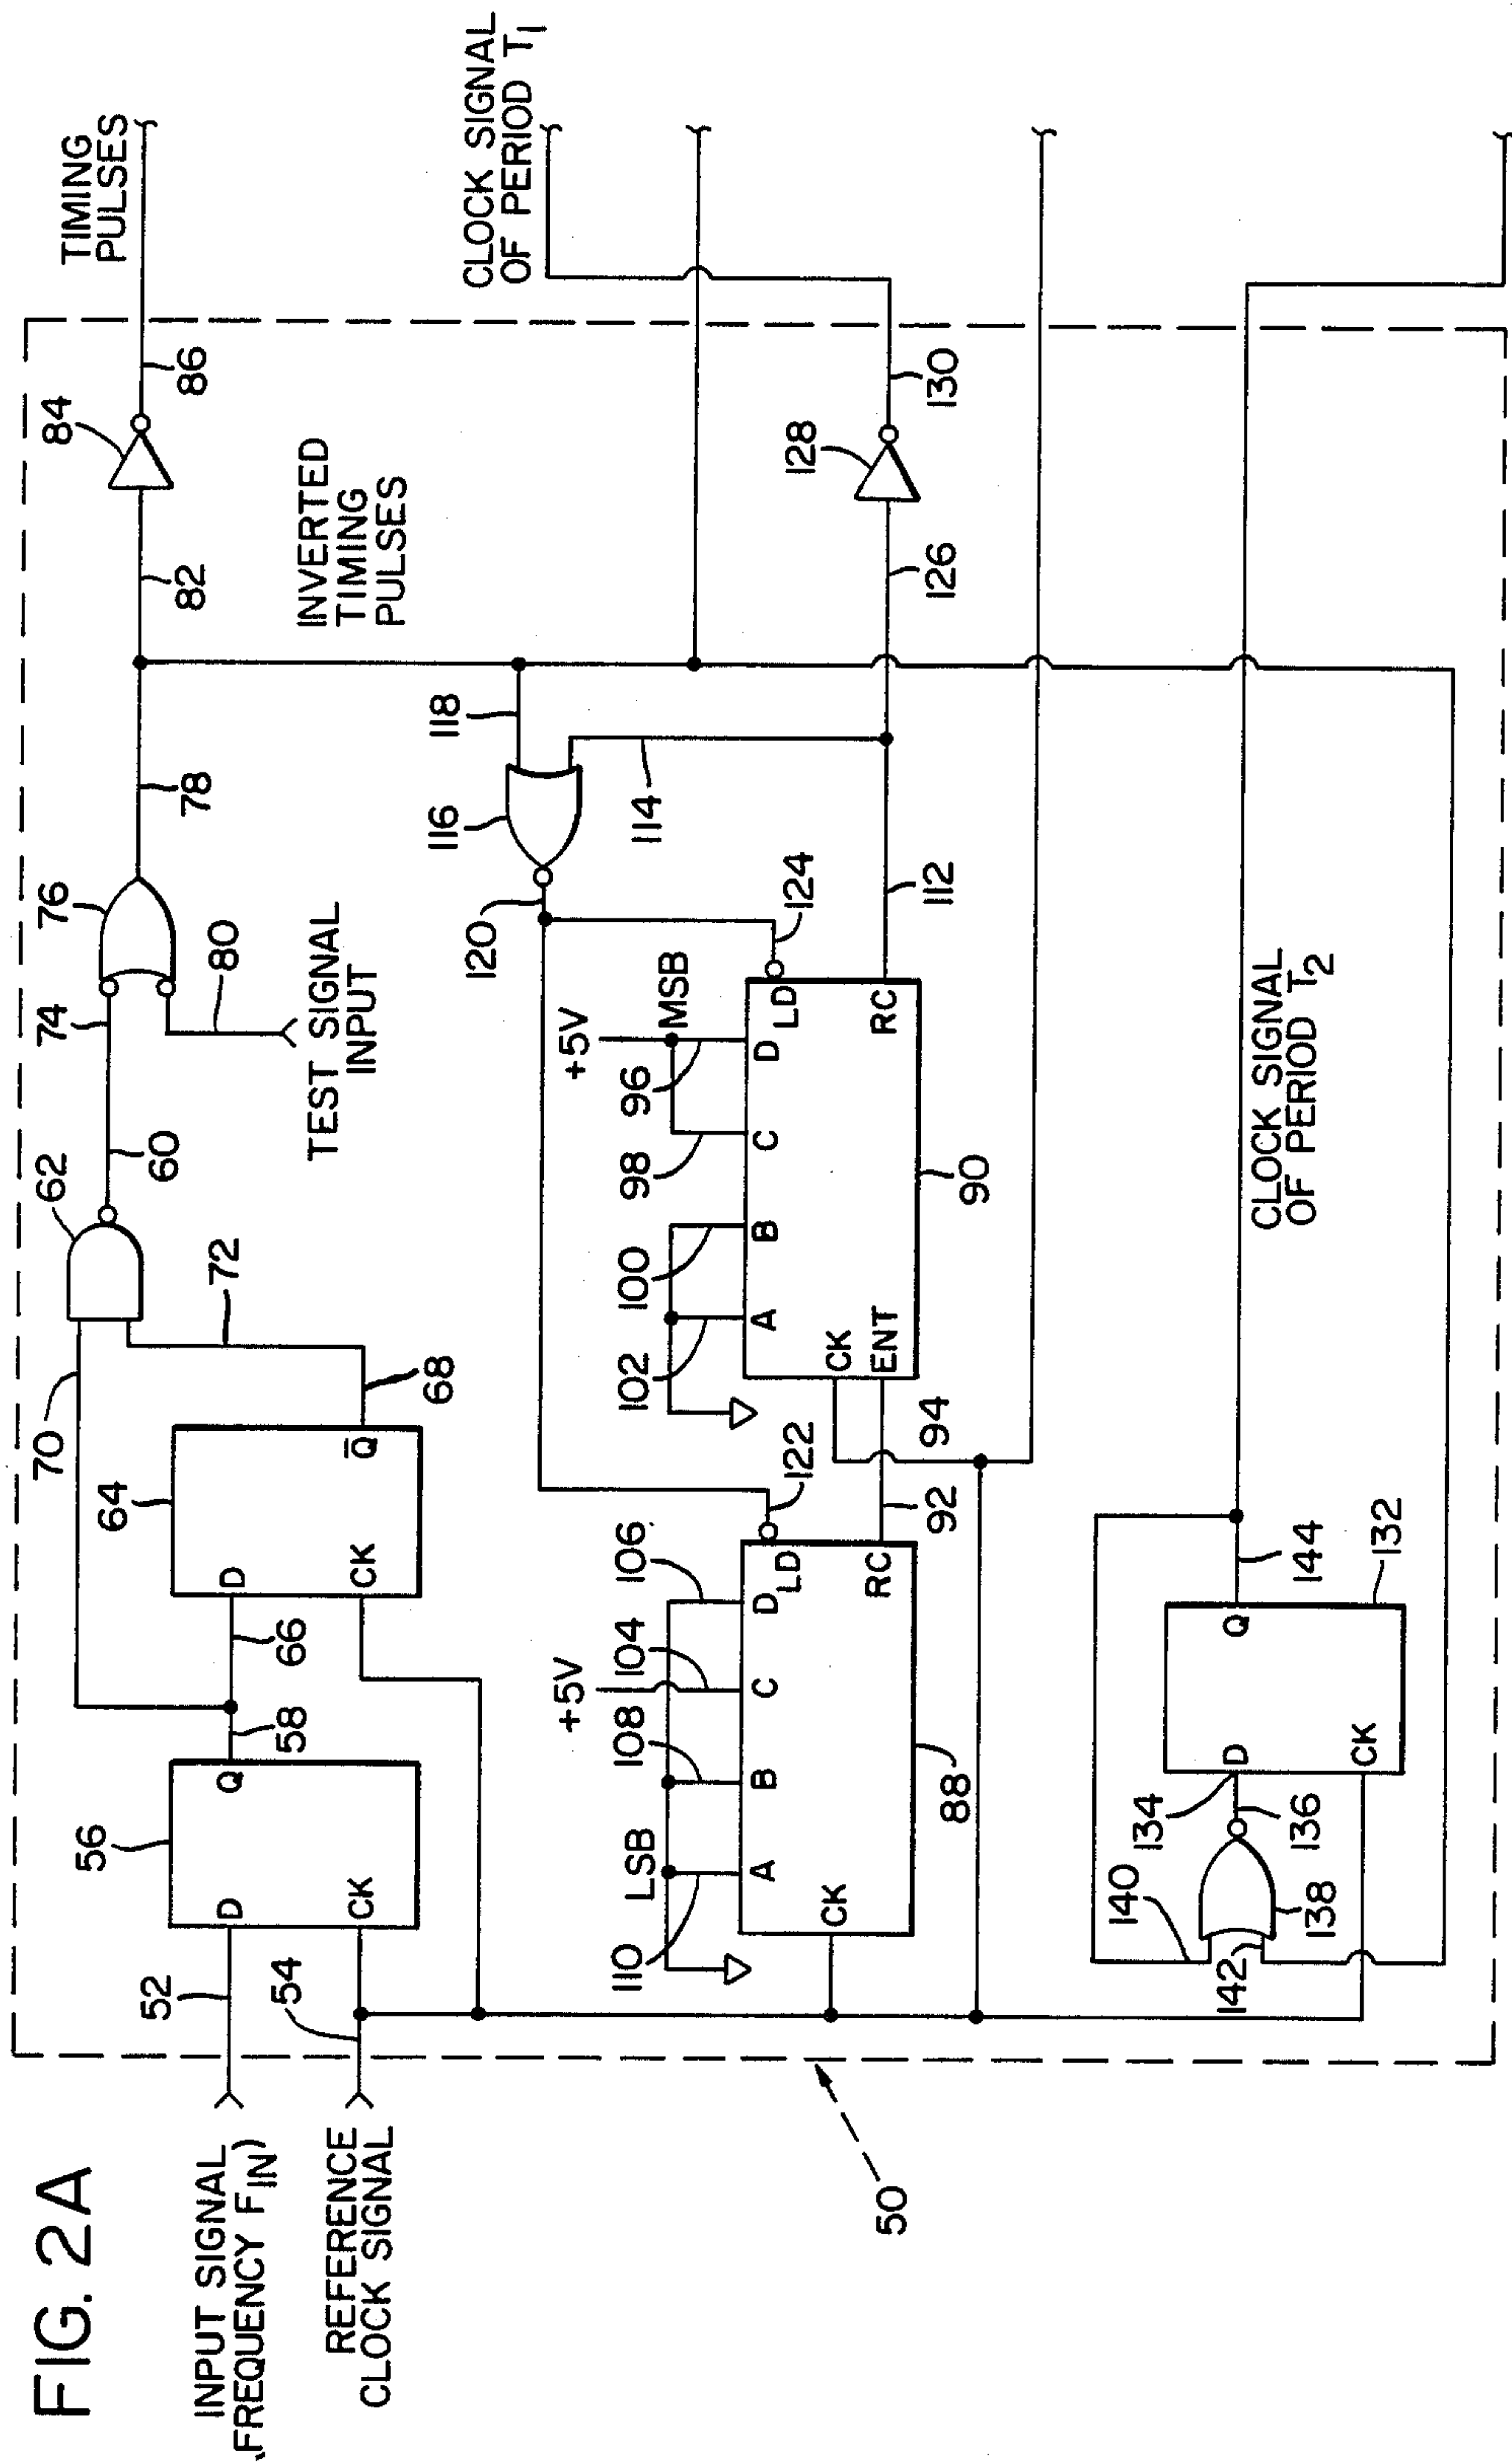 FIG. 2A
INPUT SIGNAL
(FREQUENCY FIN)
REFERENCE
CLOCK SIGNAL
50
52
54
56
D
Q
CK
58
66
70
64
D
Q̅
CK
68
72
62
60
74
76
80
TEST SIGNAL
INPUT
78
82
84
86
TIMING
PULSES
INVERTED
TIMING
PULSES
CLOCK SIGNAL
OF PERIOD T1
118
116
114
120
LSB
+5V
110
108
104
106
A
B
C
D
LD
122
CK
RC
88
92
94
+5V
MSB
102
100
98
96
A
B
C
D
LD
124
CK
ENT
RC
90
112
126
128
130
140
142
138
134
136
D
Q
CK
132
144
CLOCK SIGNAL
OF PERIOD T2